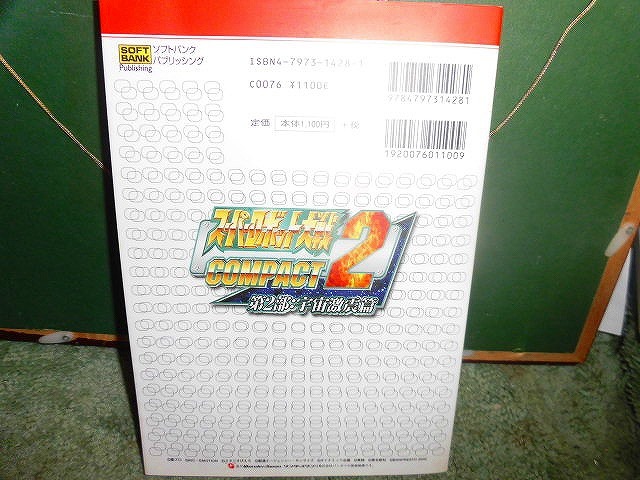 SOFT
BANK
Publishing
ソフトバンク
パブリッシング
ISBN4-7973-1428-1
C0076 ¥1100E
定価 本体1,100円 +税
9784797314281
1920076011009
スーパーロボット大戦
COMPACT 2
第2部:宇宙激震篇